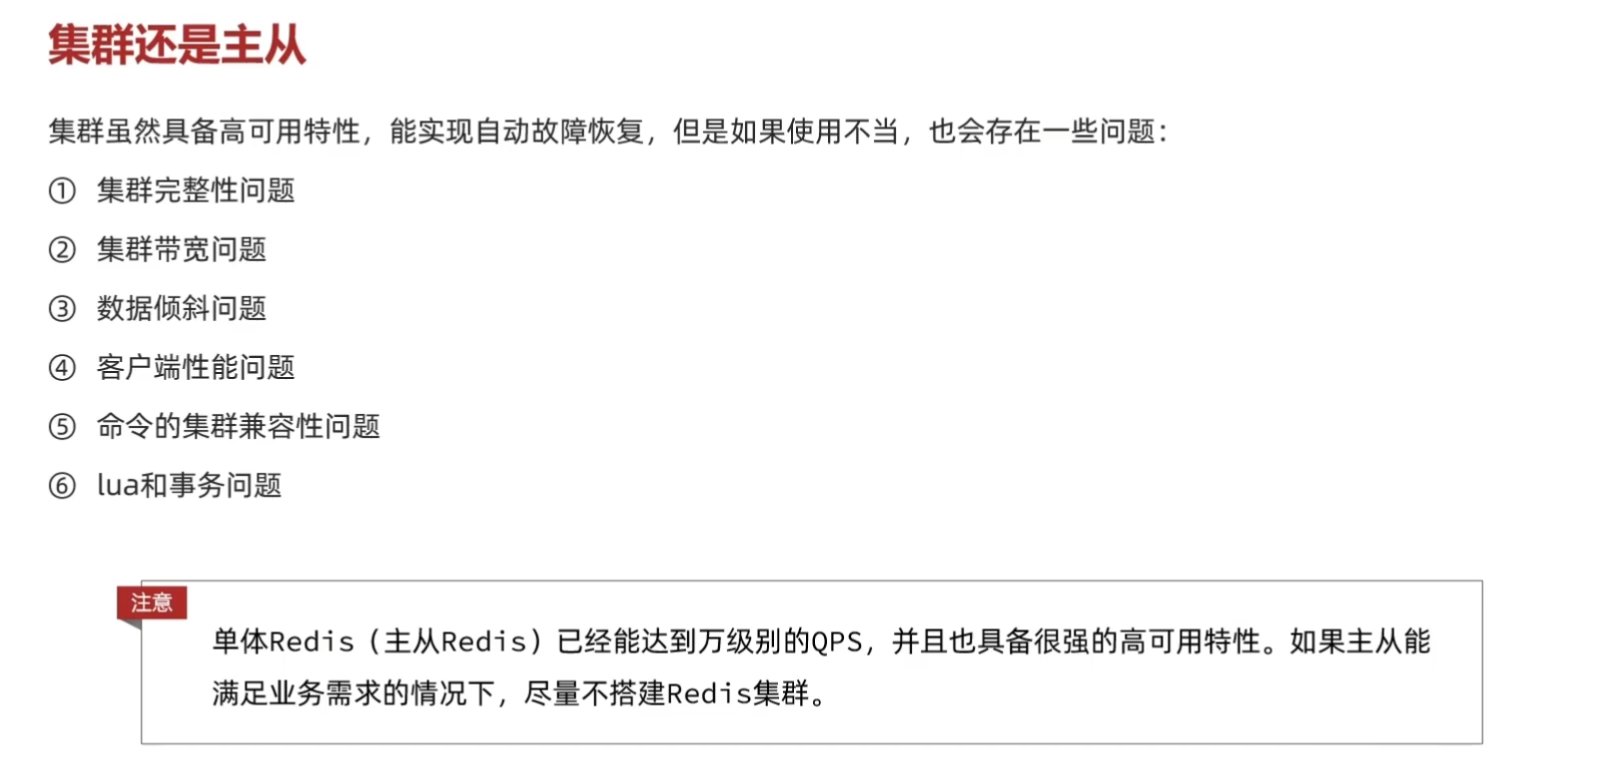 集群还是主从
集群虽然具备高可用特性，能实现自动故障恢复，但是如果使用不当，也会存在一些问题：
① 集群完整性问题
② 集群带宽问题
③ 数据倾斜问题
④ 客户端性能问题
⑤ 命令的集群兼容性问题
⑥ lua和事务问题
注意
单体Redis（主从Redis）已经能达到万级别的QPS，并且也具备很强的高可用特性。如果主从能
满足业务需求的情况下，尽量不搭建Redis集群。